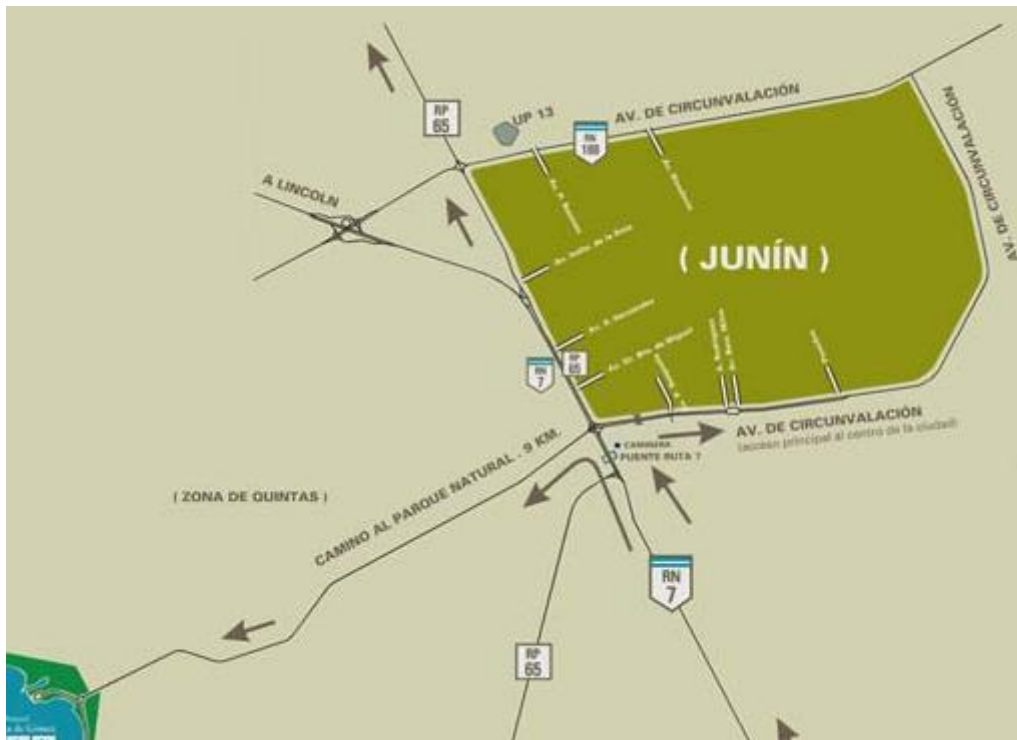 AV. DE CIRCUNVALACIÓN
AV. DE CIRCUNVALACIÓN
RP
65
UP 13
RN
188
A LINCOLN
( JUNÍN )
RN
7
RP
65
AV. DE CIRCUNVALACIÓN
(acceso principal al centro de la ciudad)
CAMINERA
PUENTE RUTA 7
CAMINO AL PARQUE NATURAL . 9 KM.
( ZONA DE QUINTAS )
RN
7
RP
65